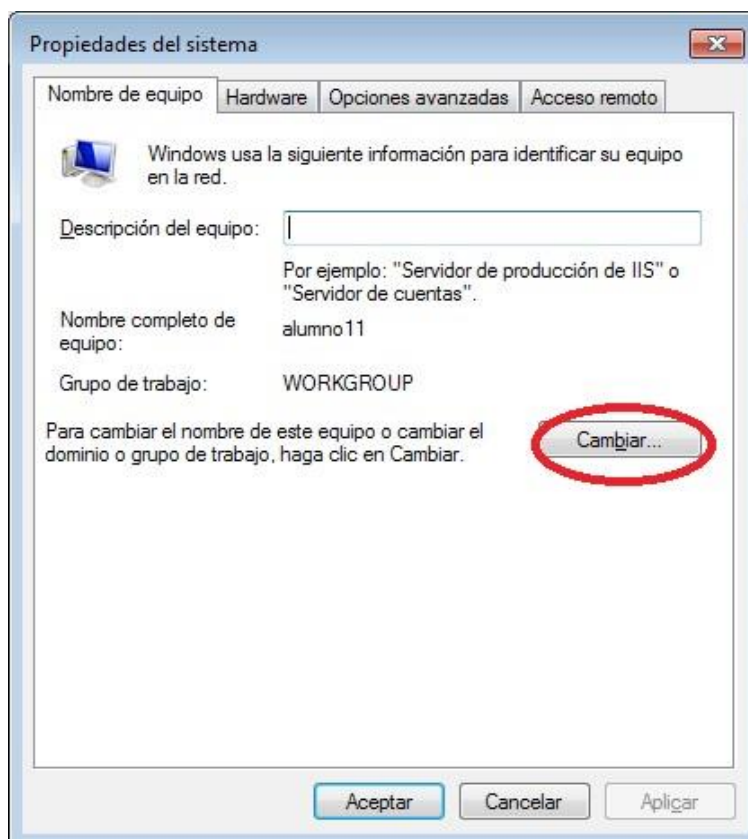 Propiedades del sistema
Nombre de equipo
Hardware
Opciones avanzadas
Acceso remoto
Windows usa la siguiente información para identificar su equipo
en la red.
Descripción del equipo:
Por ejemplo: "Servidor de producción de IIS" o
"Servidor de cuentas".
Nombre completo de
equipo:
alumno11
Grupo de trabajo:
WORKGROUP
Para cambiar el nombre de este equipo o cambiar el
dominio o grupo de trabajo, haga clic en Cambiar.
Cambiar...
Aceptar
Cancelar
Aplicar